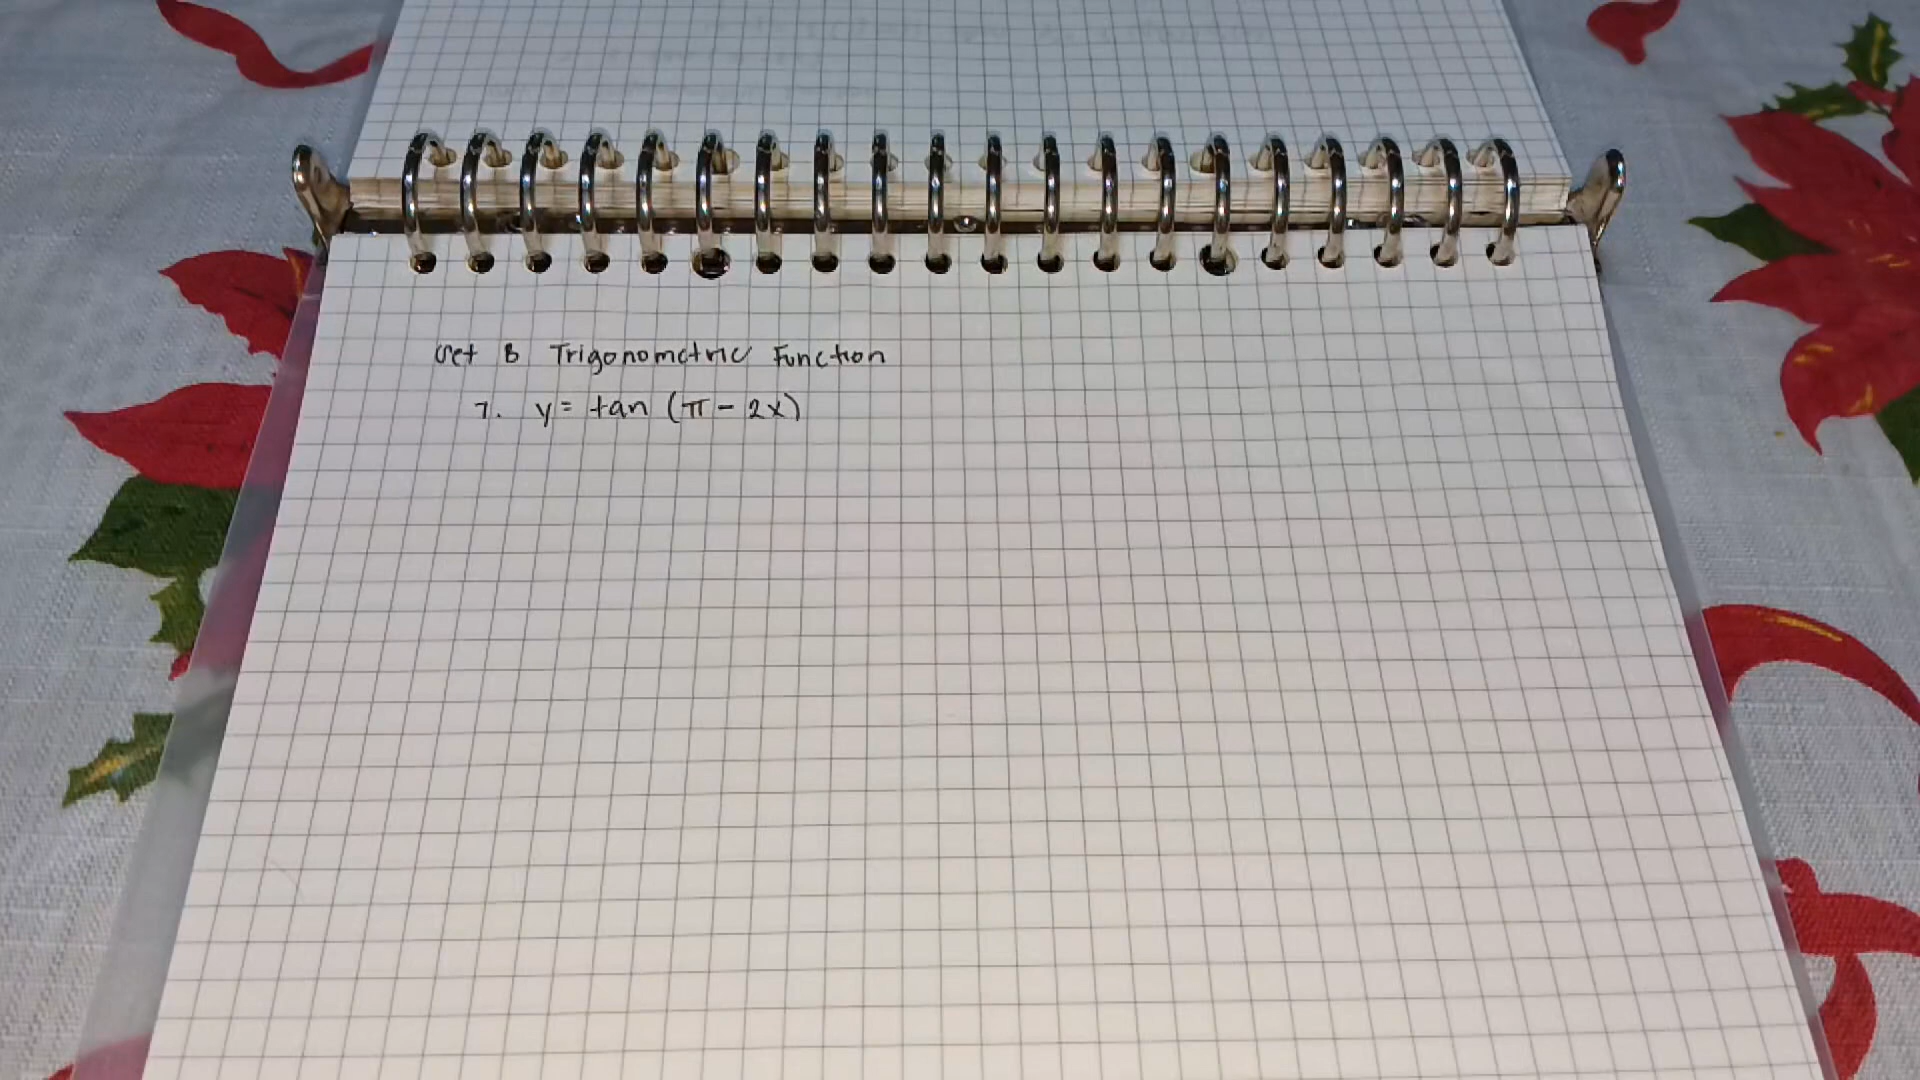 Set B Trigonometric Function
7. y = tan (π - 2x)